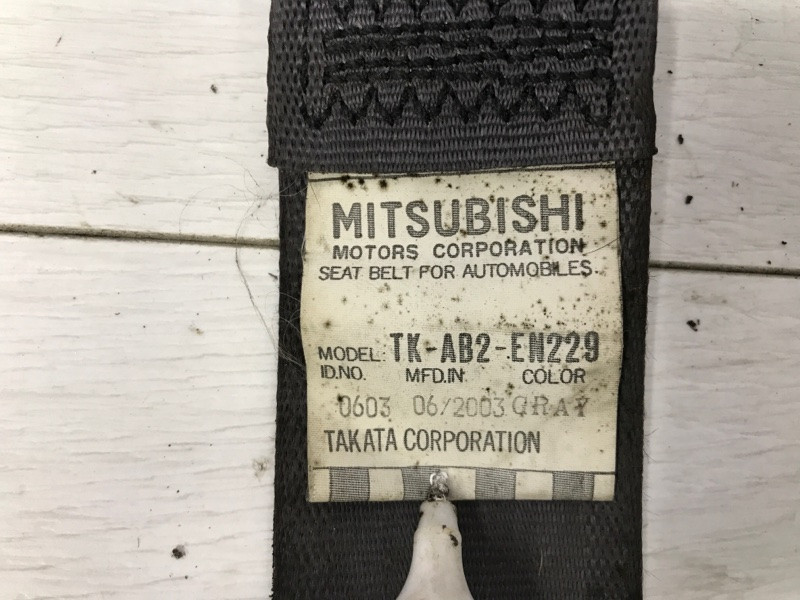 MITSUBISHI
MOTORS CORPORATION
SEAT BELT FOR AUTOMOBILES.
MODEL: TK-AB2-EN229
ID.NO. MFD.IN COLOR
0603 06/2003 GRAY
TAKATA CORPORATION